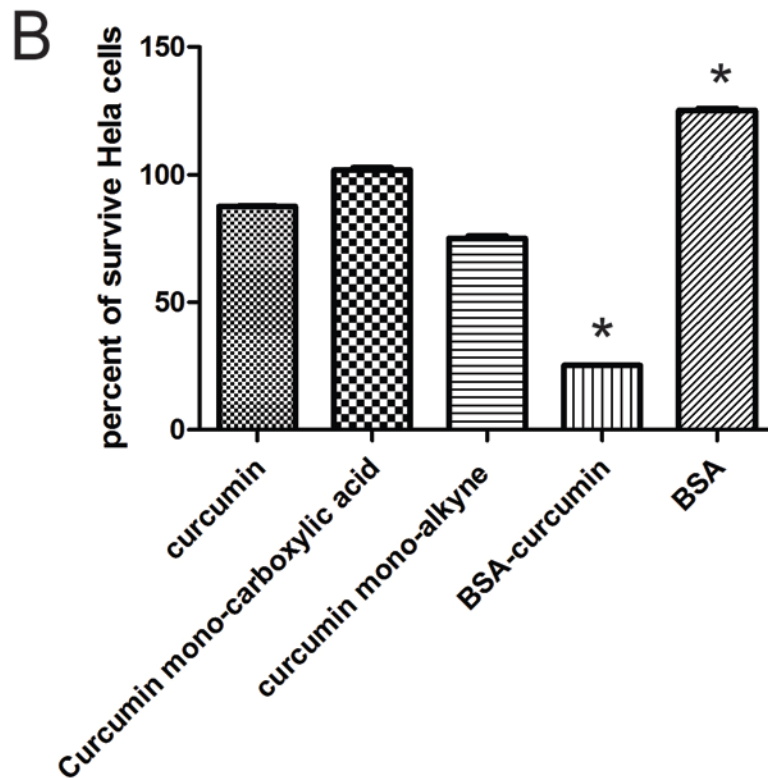 B
percent of survive Hela cells
150
100
50
0
*
*
curcumin
Curcumin mono-carboxylic acid
curcumin mono-alkyne
BSA-curcumin
BSA